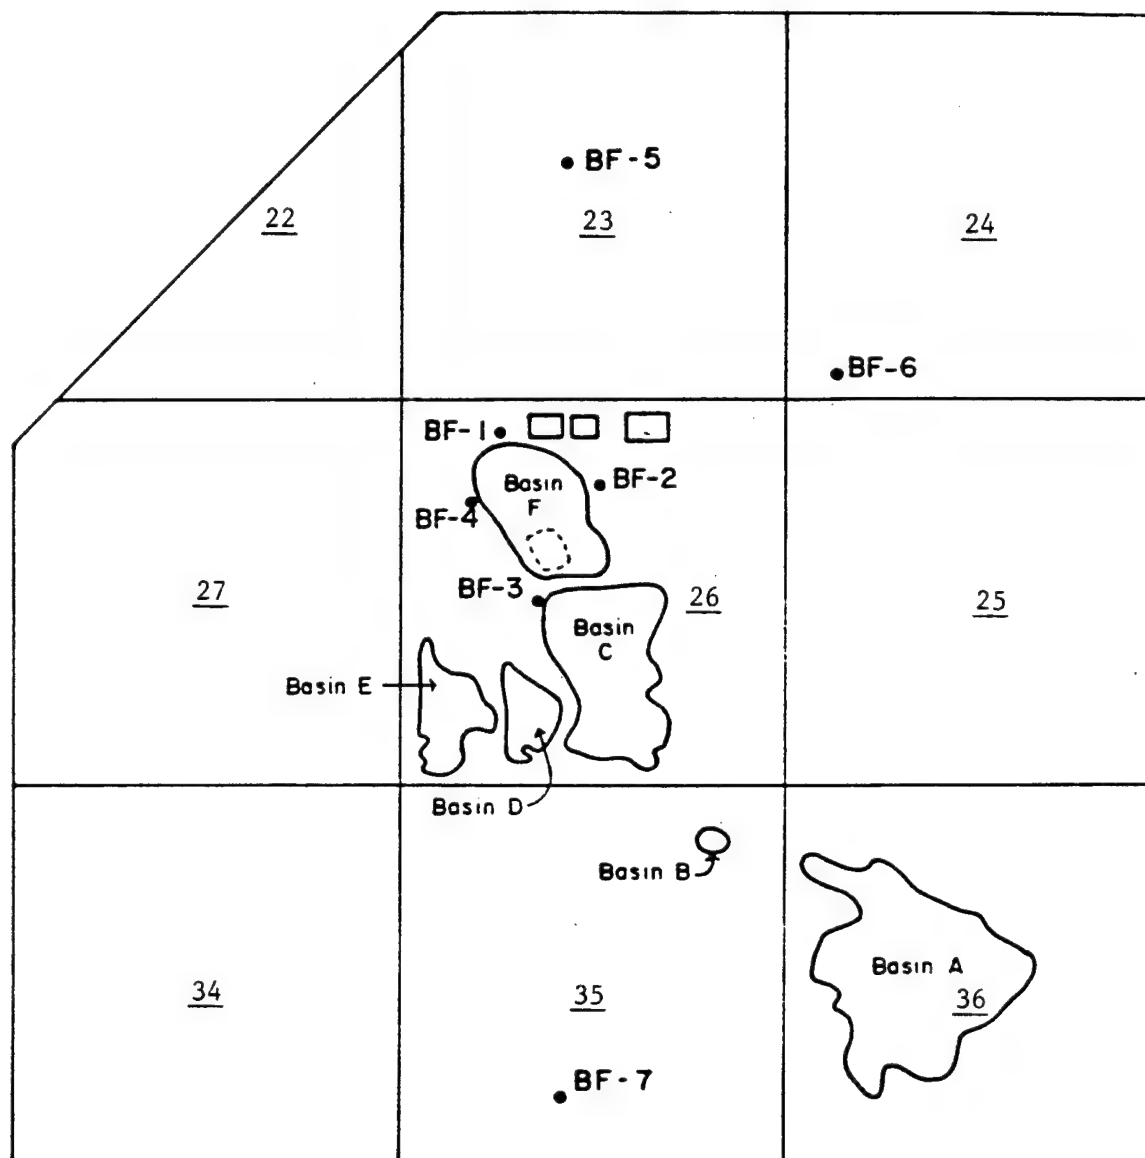 BF-5
22
23
24
BF-6
BF-1
Basin
F
BF-2
BF-4
BF-3
27
26
25
Basin
C
Basin E
Basin D
Basin B
Basin A
34
35
36
BF-7